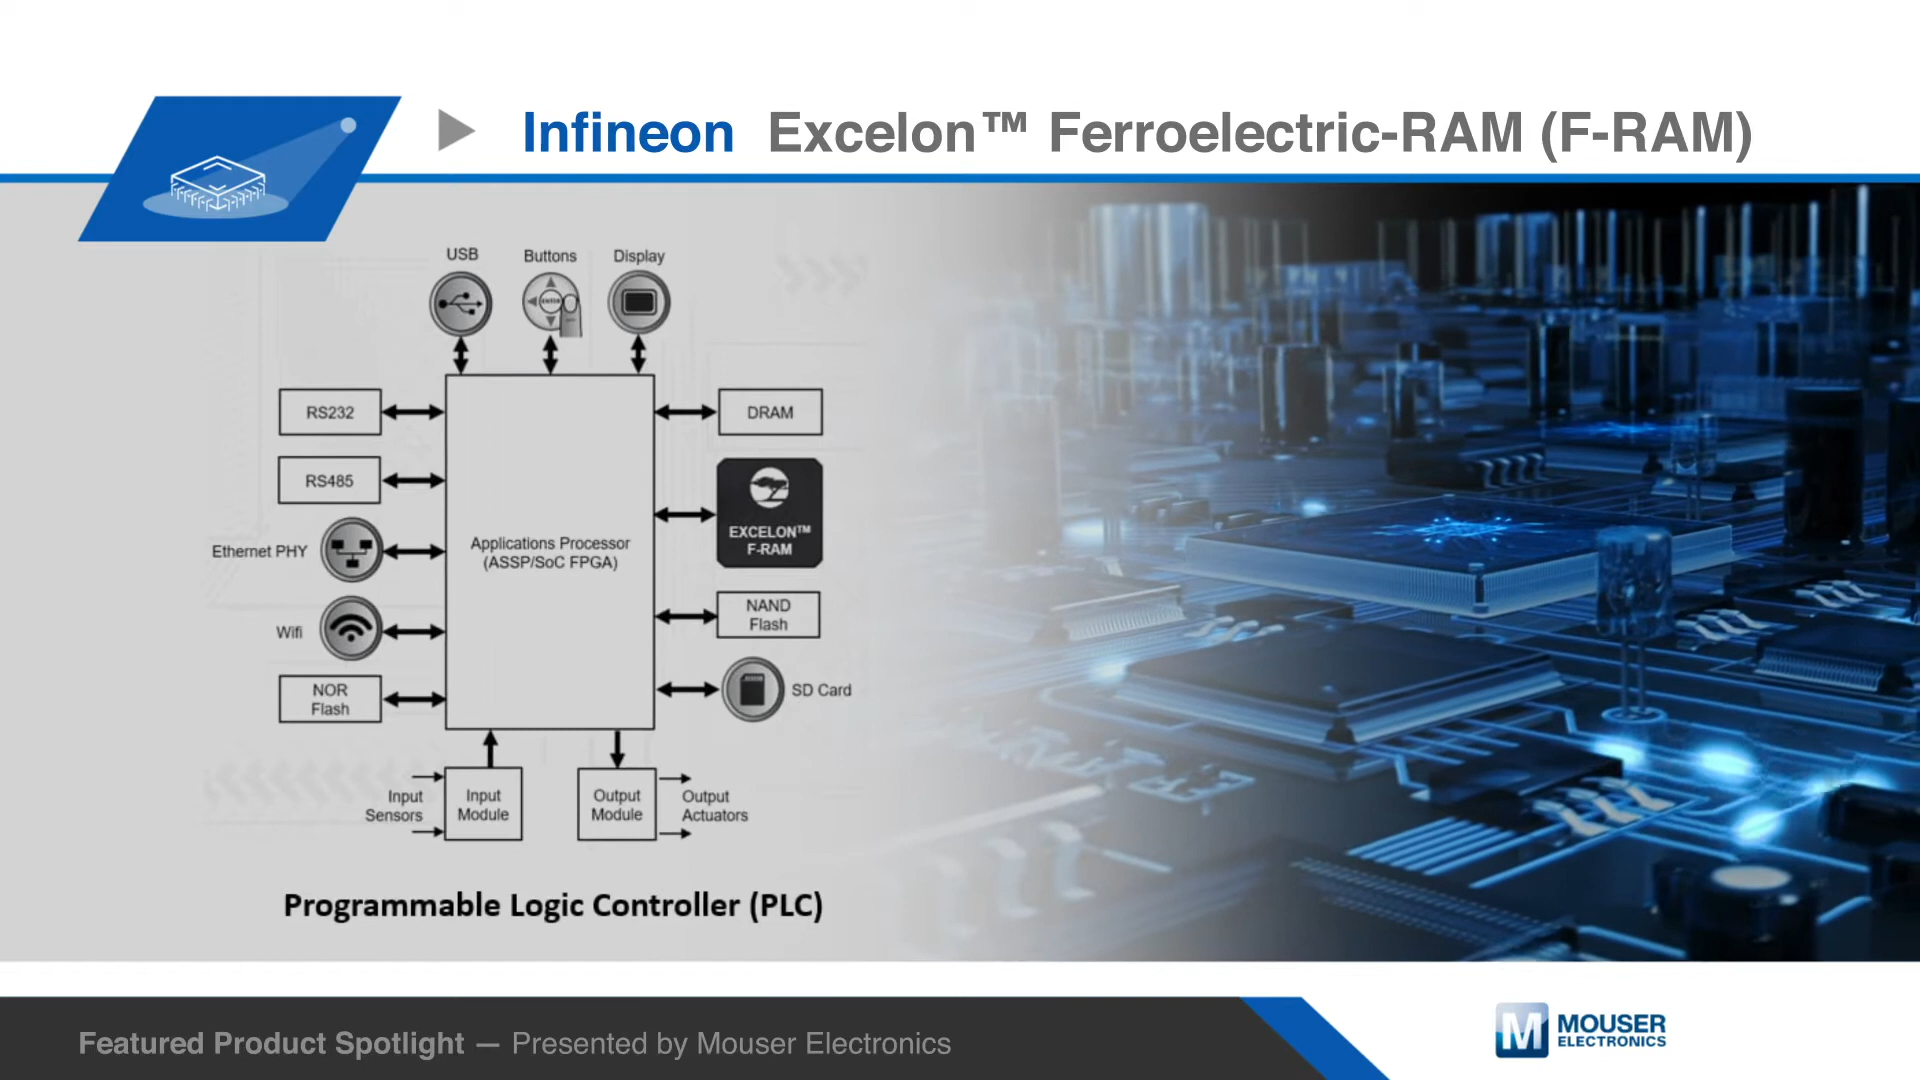 Infineon Excelon™ Ferroelectric-RAM (F-RAM)
USB
Buttons
Display
ENTER
RS232
DRAM
RS485
EXCELON™
F-RAM
Ethernet PHY
Applications Processor
(ASSP/SoC FPGA)
Wifi
NAND
Flash
NOR
Flash
SD Card
Input
Sensors
Input
Module
Output
Module
Output
Actuators
Programmable Logic Controller (PLC)
Featured Product Spotlight — Presented by Mouser Electronics
M MOUSER
ELECTRONICS